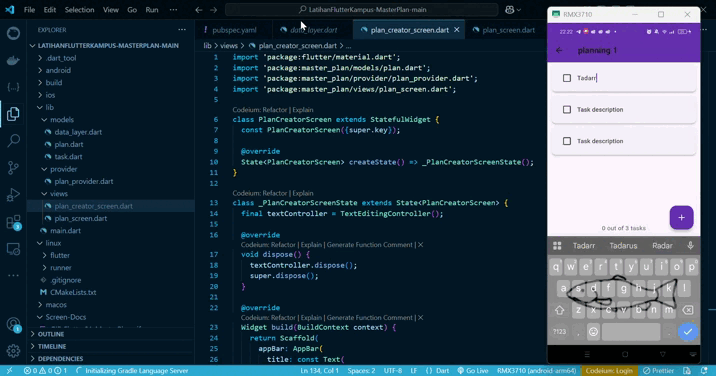 File Edit Selection View Go Run ···
LatihanFlutterKampus-MasterPlan-main
EXPLORER
LATIHANFLUTTERKAMPUS-MASTERPLAN-MAIN
.dart_tool
android
build
ios
lib
models
data_layer.dart
plan.dart
task.dart
provider
plan_provider.dart
views
plan_creator_screen.dart
plan_screen.dart
main.dart
linux
flutter
runner
.gitignore
CMakeLists.txt
macos
Screen-Docs
OUTLINE
TIMELINE
DEPENDENCIES
3
1
pubspec.yaml
data_layer.dart
plan_creator_screen.dart
plan_screen.dart
lib > views > plan_creator_screen.dart > ...
1 import 'package:flutter/material.dart';
2 import 'package:master_plan/models/plan.dart';
3 import 'package:master_plan/provider/plan_provider.dart';
4 import 'package:master_plan/views/plan_screen.dart';
5
Codeium: Refactor | Explain
6 class PlanCreatorScreen extends StatefulWidget {
7 const PlanCreatorScreen({super.key});
8
9 @override
10 State<PlanCreatorScreen> createState() => _PlanCreatorScreenState();
11 }
12
Codeium: Refactor | Explain
13 class _PlanCreatorScreenState extends State<PlanCreatorScreen> {
14 final textController = TextEditingController();
15
16 @override
Codeium: Refactor | Explain | Generate Function Comment | X
17 void dispose() {
18 textController.dispose();
19 super.dispose();
20 }
21
22 @override
Codeium: Refactor | Explain | Generate Function Comment | X
23 Widget build(BuildContext context) {
24 return Scaffold(
25 appBar: AppBar(
26 title: const Text(
RMX3710
22 22
planning 1
Tadarr
Task description
Task description
0 out of 3 tasks
+
Tadarr Tadarus Radar
q w e r t y u i o p
a s d f g h j k l
z x c v b n m
?123 , .
0 0 1 Initializing Gradle Language Server
Ln 134, Col 1 Spaces: 2 UTF-8 LF {} Dart Go Live RMX3710 (android-arm64) Codeium: Login Prettier